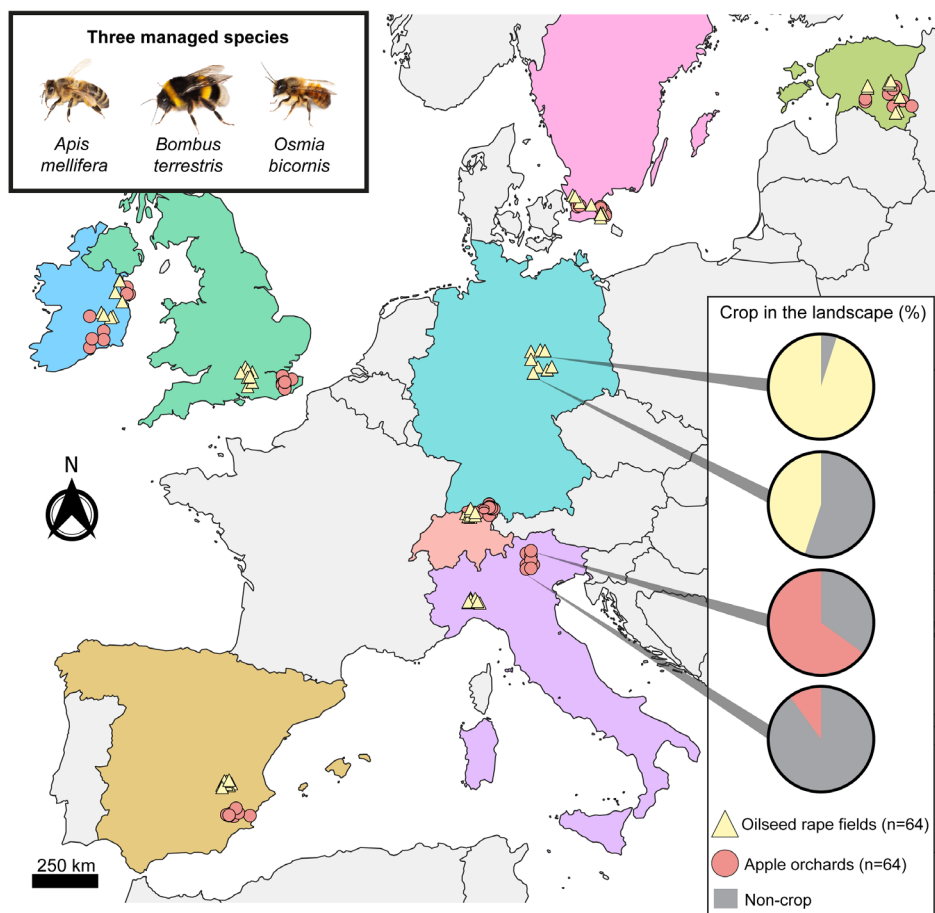 Three managed species
Apis
mellifera
Bombus
terrestris
Osmia
bicornis
N
Crop in the landscape (%)
Oilseed rape fields (n=64)
Apple orchards (n=64)
Non-crop
250 km